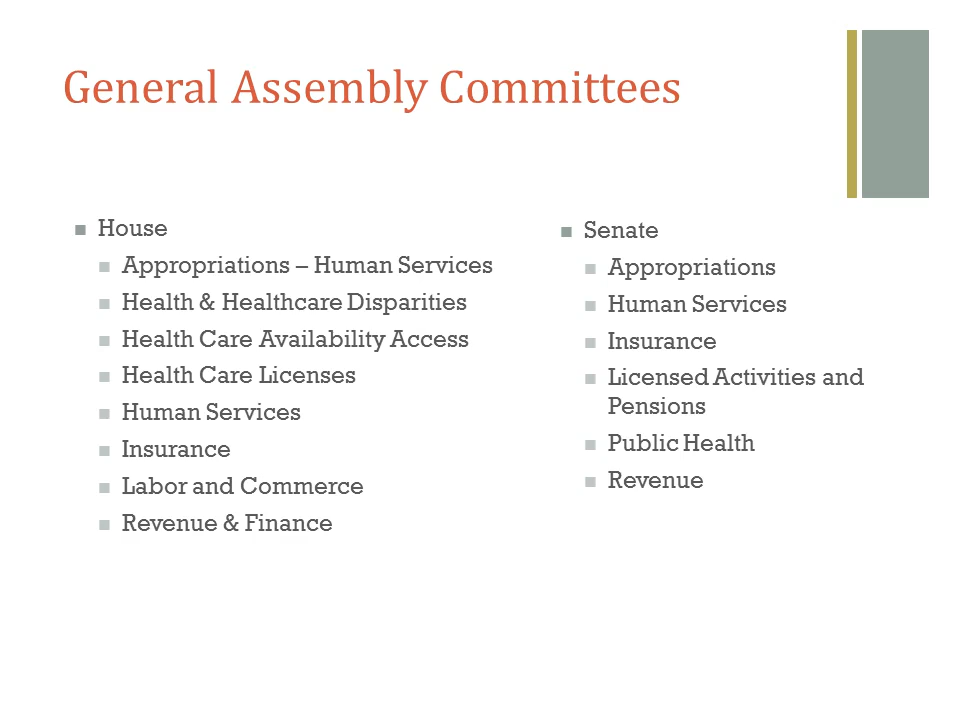 General Assembly Committees
House
Appropriations – Human Services
Health & Healthcare Disparities
Health Care Availability Access
Health Care Licenses
Human Services
Insurance
Labor and Commerce
Revenue & Finance
Senate
Appropriations
Human Services
Insurance
Licensed Activities and
Pensions
Public Health
Revenue